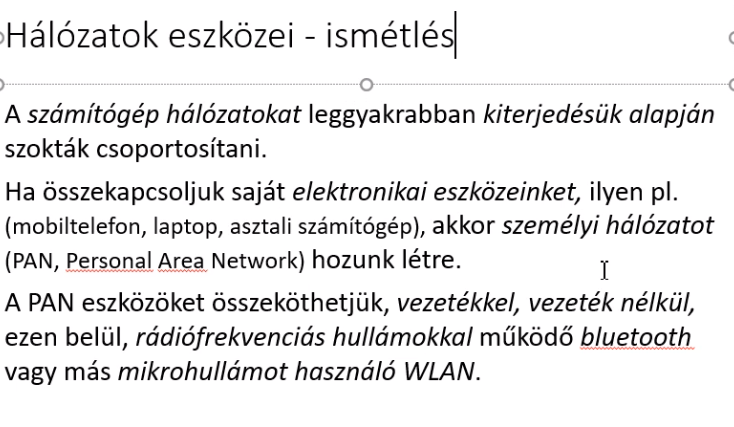 Hálózatok eszközei - ismétlés
A számítógép hálózatokat leggyakrabban kiterjedésük alapján
szokták csoportosítani.
Ha összekapcsoljuk saját elektronikai eszközeinket, ilyen pl.
(mobiltelefon, laptop, asztali számítógép), akkor személyi hálózatot
(PAN, Personal Area Network) hozunk létre.
A PAN eszközöket összeköthetjük, vezetékkel, vezeték nélkül,
ezen belül, rádiófrekvenciás hullámokkal működő bluetooth
vagy más mikrohullámot használó WLAN.